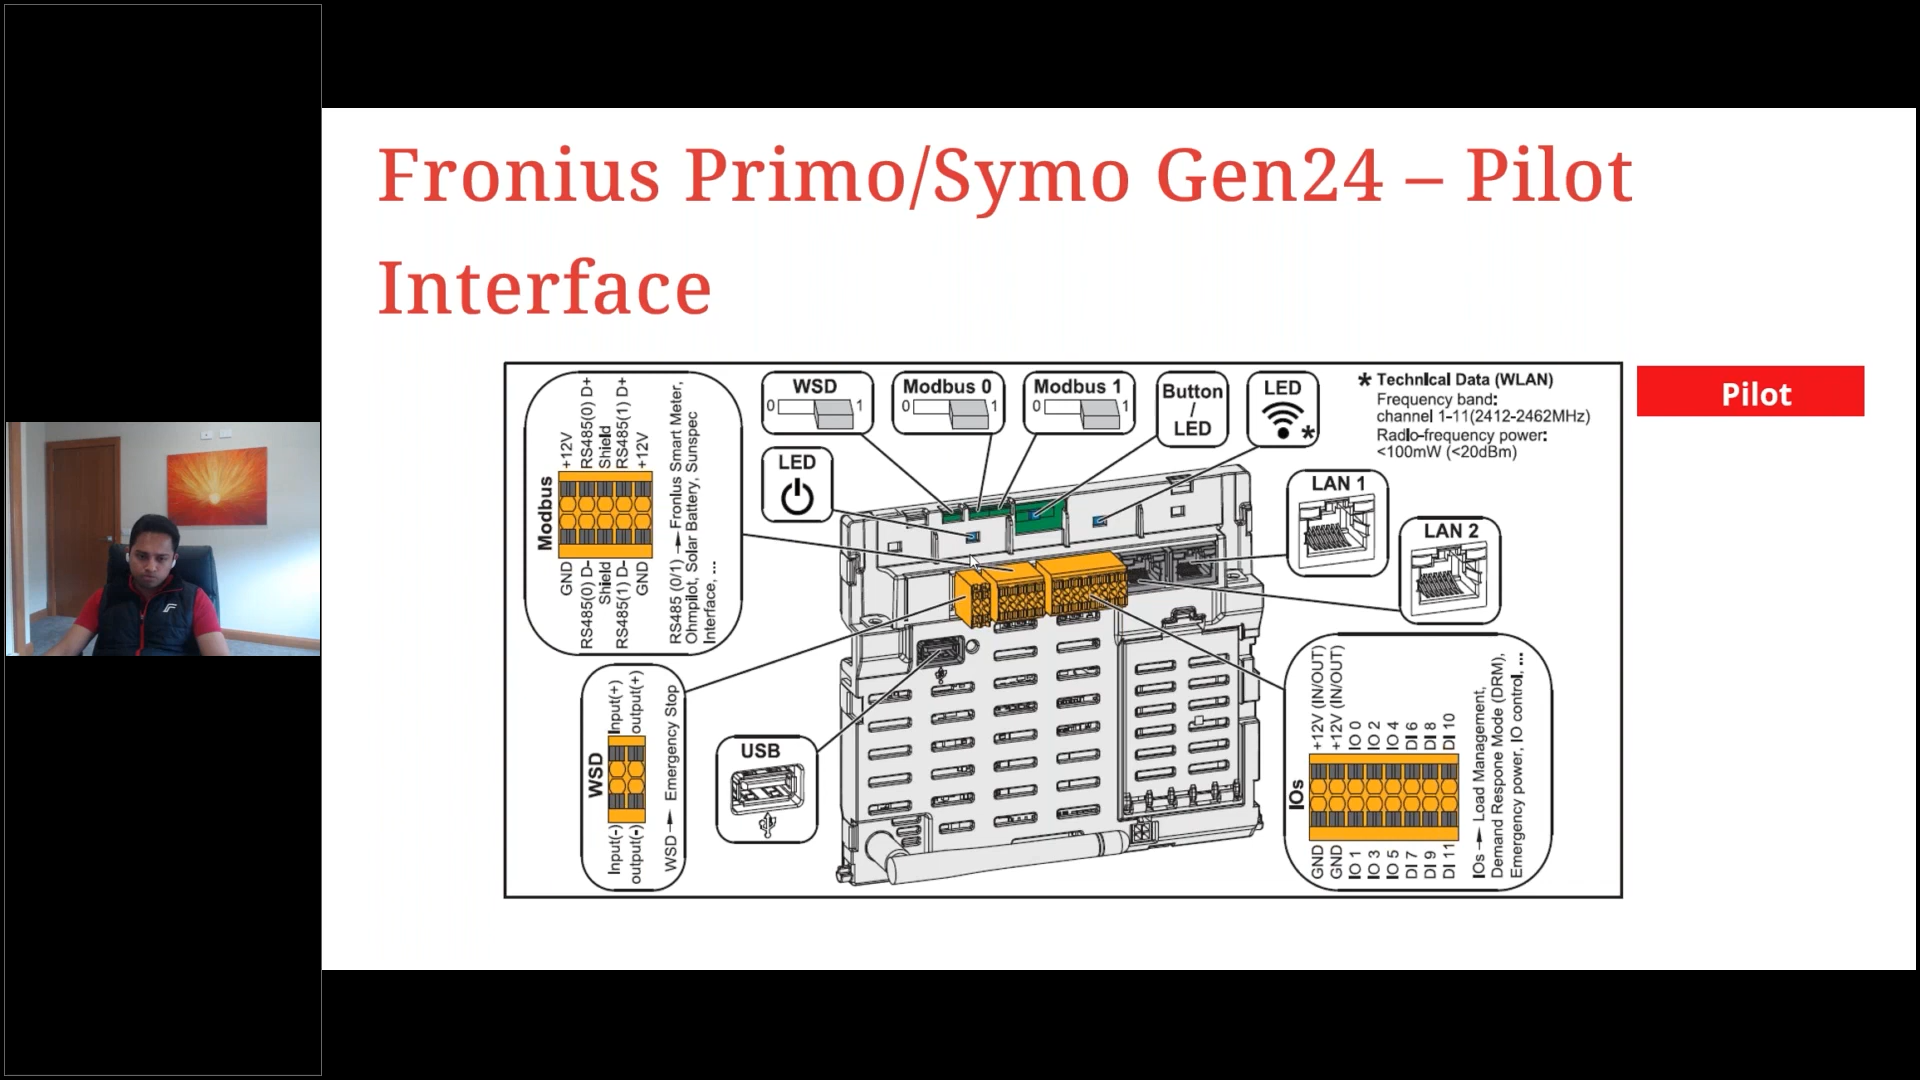 Fronius Primo/Symo Gen24 – Pilot
Interface
Pilot
Modbus
+12V
RS485(0) D+
Shield
RS485(1) D+
+12V
GND
RS485(0) D-
Shield
RS485(1) D-
GND
RS485 (0/1) → Fronius Smart Meter,
Ohmpilot, Solar Battery, Sunspec
Interface, ...
WSD
0 1
Modbus 0
0 1
Modbus 1
0 1
Button
/
LED
LED
*
* Technical Data (WLAN)
Frequency band:
channel 1-11(2412-2462MHz)
Radio-frequency power:
<100mW (<20dBm)
LED
LAN 1
LAN 2
WSD
Input(+)
output(+)
Input(-)
output(-)
WSD → Emergency Stop
USB
IOs
+12V (IN/OUT)
+12V (IN/OUT)
IO 0
IO 2
IO 4
DI 6
DI 8
DI 10
GND
GND
IO 1
IO 3
IO 5
DI 7
DI 9
DI 11
IOs → Load Management,
Demand Respone Mode (DRM),
Emergency power, IO control, ...